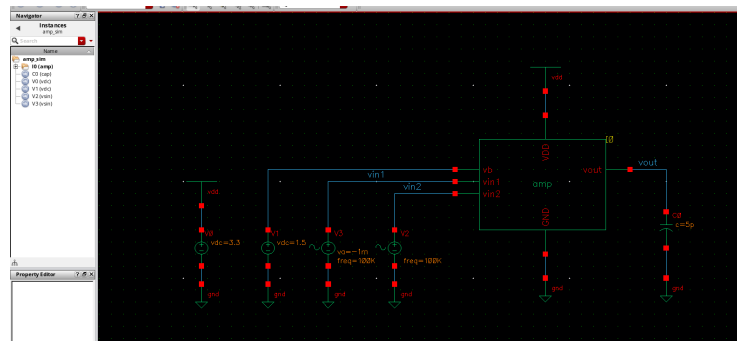 Navigator
Instances
amp_sim
Search
Name
amp_sim
I0 (amp)
C0 (cap)
V0 (vdc)
V1 (vdc)
V2 (vsin)
V3 (vsin)
Property Editor
vdd
I0
VDD
vb
vin1
vin2
amp
vout
GND
vin1
vin2
vout
vdd
V0
vdc=3.3
V1
vdc=1.5
V3
va=-1m
freq=100K
V2
freq=100K
C0
c=5p
gnd
gnd
gnd
gnd
gnd
gnd